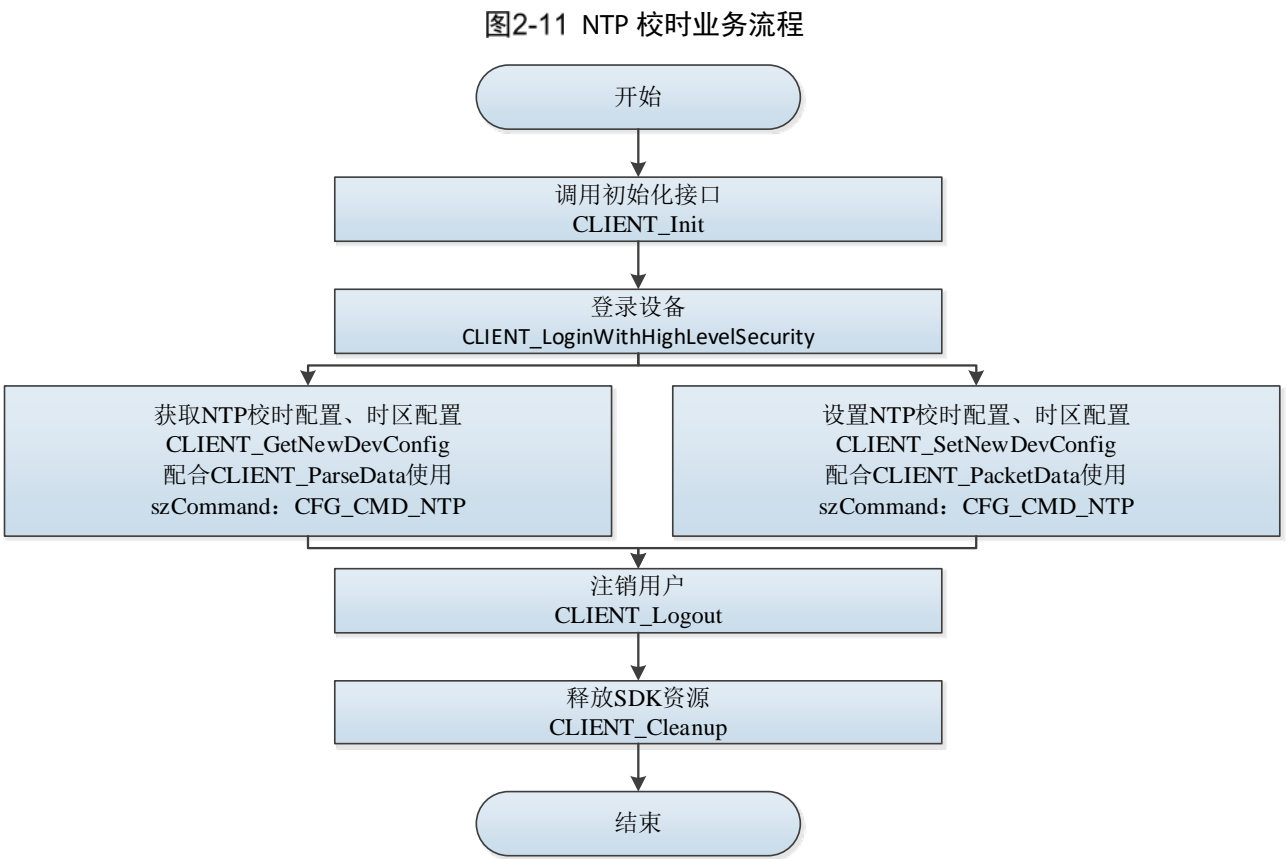 图2-11 NTP 校时业务流程
开始
调用初始化接口
CLIENT_Init
登录设备
CLIENT_LoginWithHighLevelSecurity
获取NTP校时配置、时区配置
CLIENT_GetNewDevConfig
配合CLIENT_ParseData使用
szCommand：CFG_CMD_NTP
设置NTP校时配置、时区配置
CLIENT_SetNewDevConfig
配合CLIENT_PacketData使用
szCommand：CFG_CMD_NTP
注销用户
CLIENT_Logout
释放SDK资源
CLIENT_Cleanup
结束